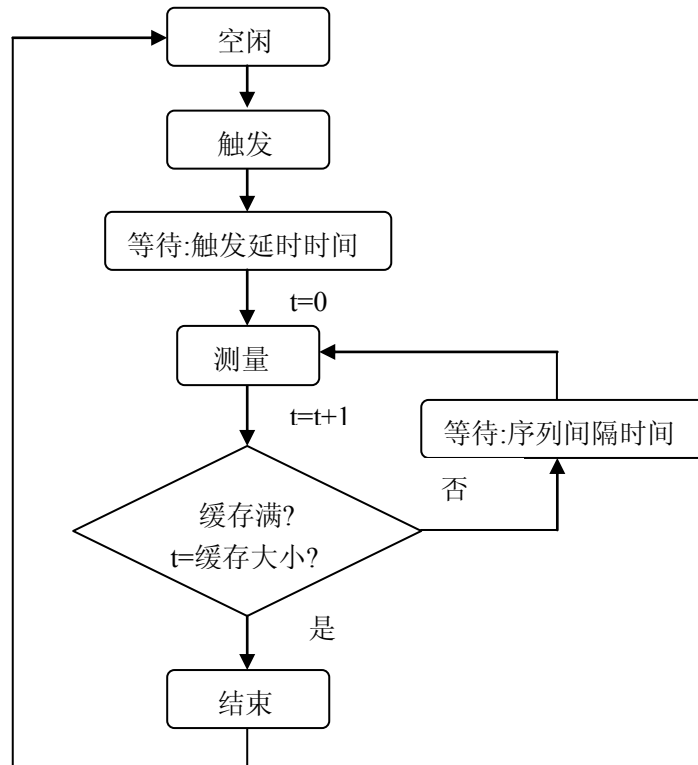 空闲
触发
等待:触发延时时间
t=0
测量
t=t+1
等待:序列间隔时间
否
缓存满?
t=缓存大小?
是
结束